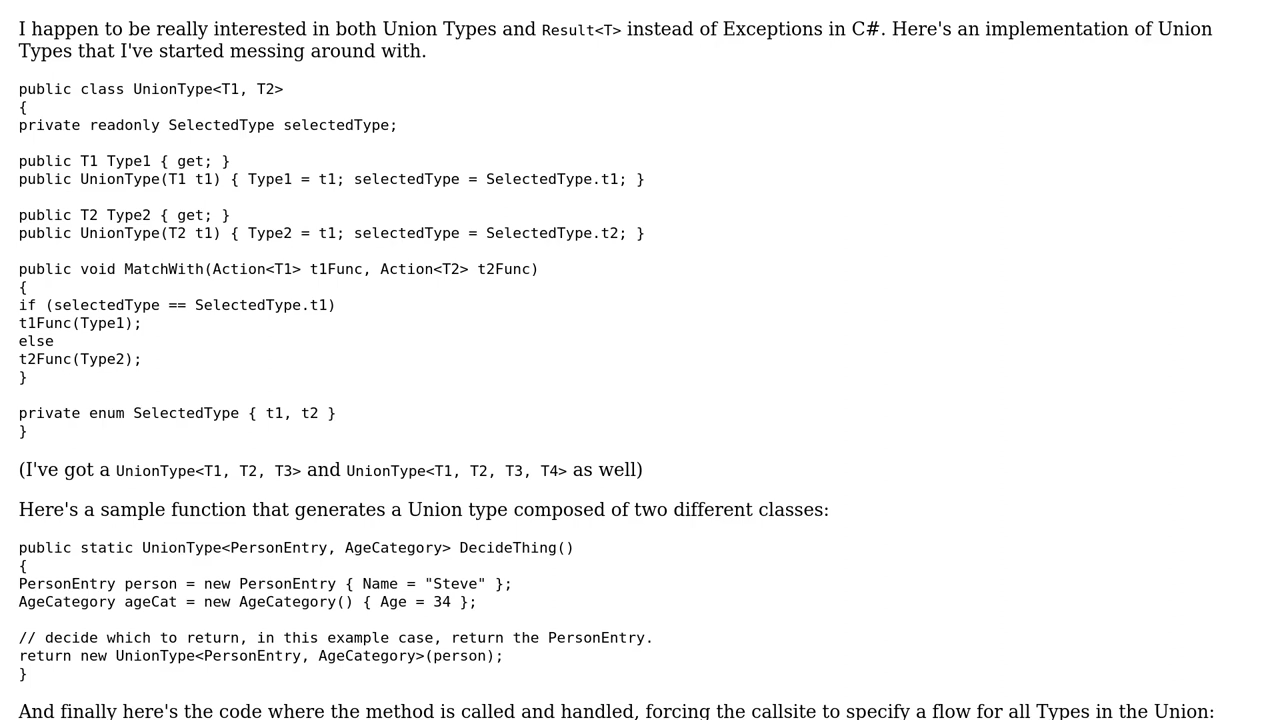 I happen to be really interested in both Union Types and Result<T> instead of Exceptions in C#. Here's an implementation of Union
Types that I've started messing around with.
public class UnionType<T1, T2>
{
private readonly SelectedType selectedType;
public T1 Type1 { get; }
public UnionType(T1 t1) { Type1 = t1; selectedType = SelectedType.t1; }
public T2 Type2 { get; }
public UnionType(T2 t1) { Type2 = t1; selectedType = SelectedType.t2; }
public void MatchWith(Action<T1> t1Func, Action<T2> t2Func)
{
if (selectedType == SelectedType.t1)
t1Func(Type1);
else
t2Func(Type2);
}
private enum SelectedType { t1, t2 }
}
(I've got a UnionType<T1, T2, T3> and UnionType<T1, T2, T3, T4> as well)
Here's a sample function that generates a Union type composed of two different classes:
public static UnionType<PersonEntry, AgeCategory> DecideThing()
{
PersonEntry person = new PersonEntry { Name = "Steve" };
AgeCategory ageCat = new AgeCategory() { Age = 34 };
// decide which to return, in this example case, return the PersonEntry.
return new UnionType<PersonEntry, AgeCategory>(person);
}
And finally here's the code where the method is called and handled, forcing the callsite to specify a flow for all Types in the Union: